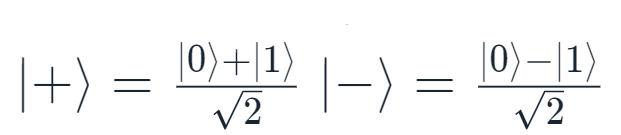 |+⟩ = (|0⟩+|1⟩)/√2 |−⟩ = (|0⟩−|1⟩)/√2